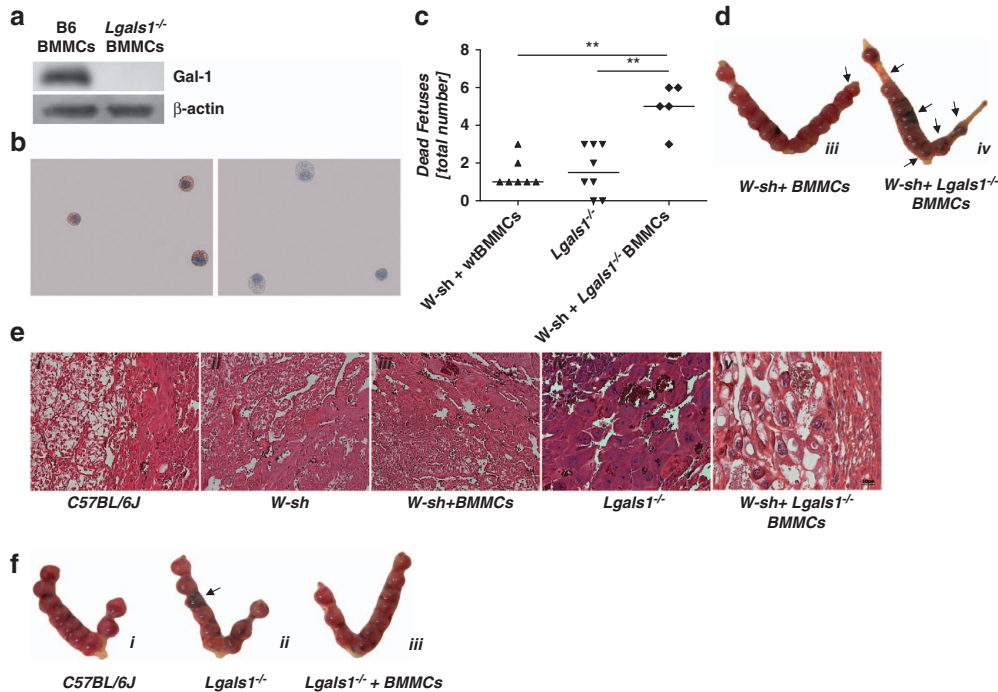 a
B6 BMMCs
Lgals1-/- BMMCs
Gal-1
β-actin
b
c
Dead Fetuses
[total number]
8
6
4
2
0
**
**
W-sh + wtBMMCs
Lgals1-/-
W-sh + Lgals1-/- BMMCs
d
iii
iv
W-sh+ BMMCs
W-sh+ Lgals1-/-
BMMCs
e
i
ii
iii
C57BL/6J
W-sh
W-sh+BMMCs
Lgals1-/-
W-sh+ Lgals1-/-
BMMCs
f
i
ii
iii
C57BL/6J
Lgals1-/-
Lgals1-/- + BMMCs